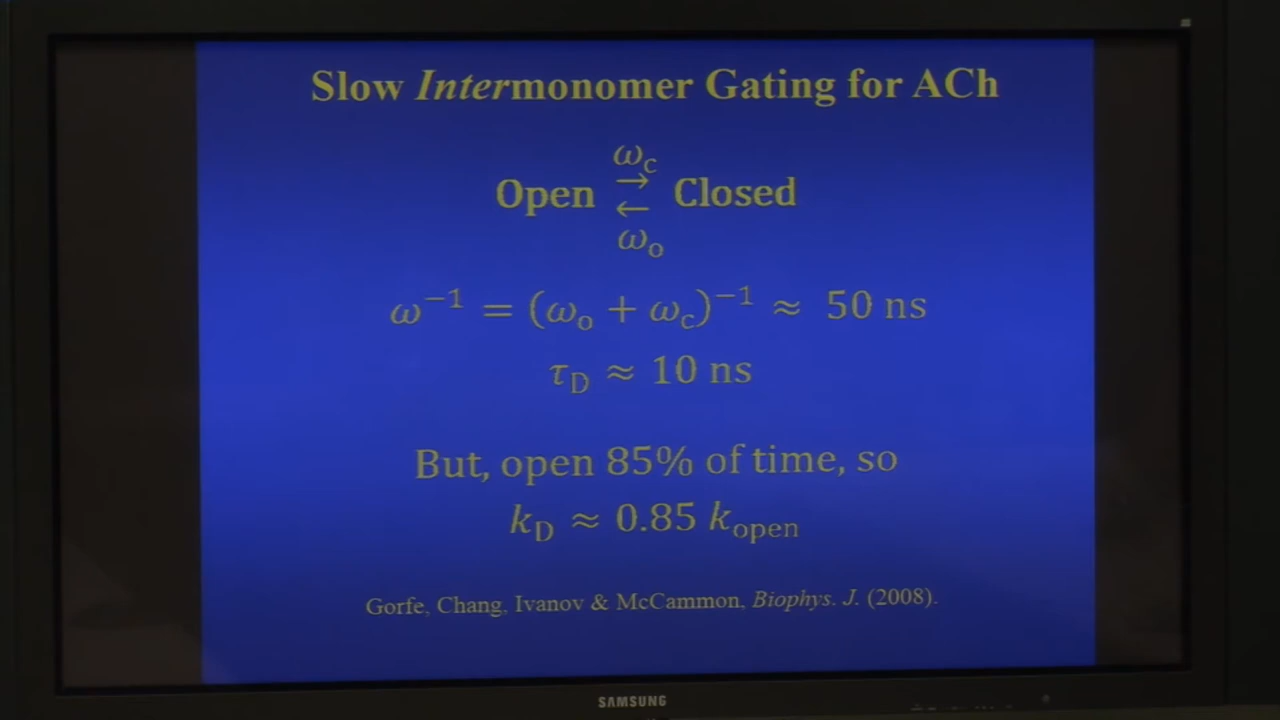 Slow Intermonomer Gating for ACh
ω_c
Open ⇄ Closed
ω_o
ω⁻¹ = (ω_o + ω_c)⁻¹ ≈ 50 ns
τ_D ≈ 10 ns
But, open 85% of time, so
k_D ≈ 0.85 k_open
Gorfe, Chang, Ivanov & McCammon, Biophys. J. (2008).
SAMSUNG